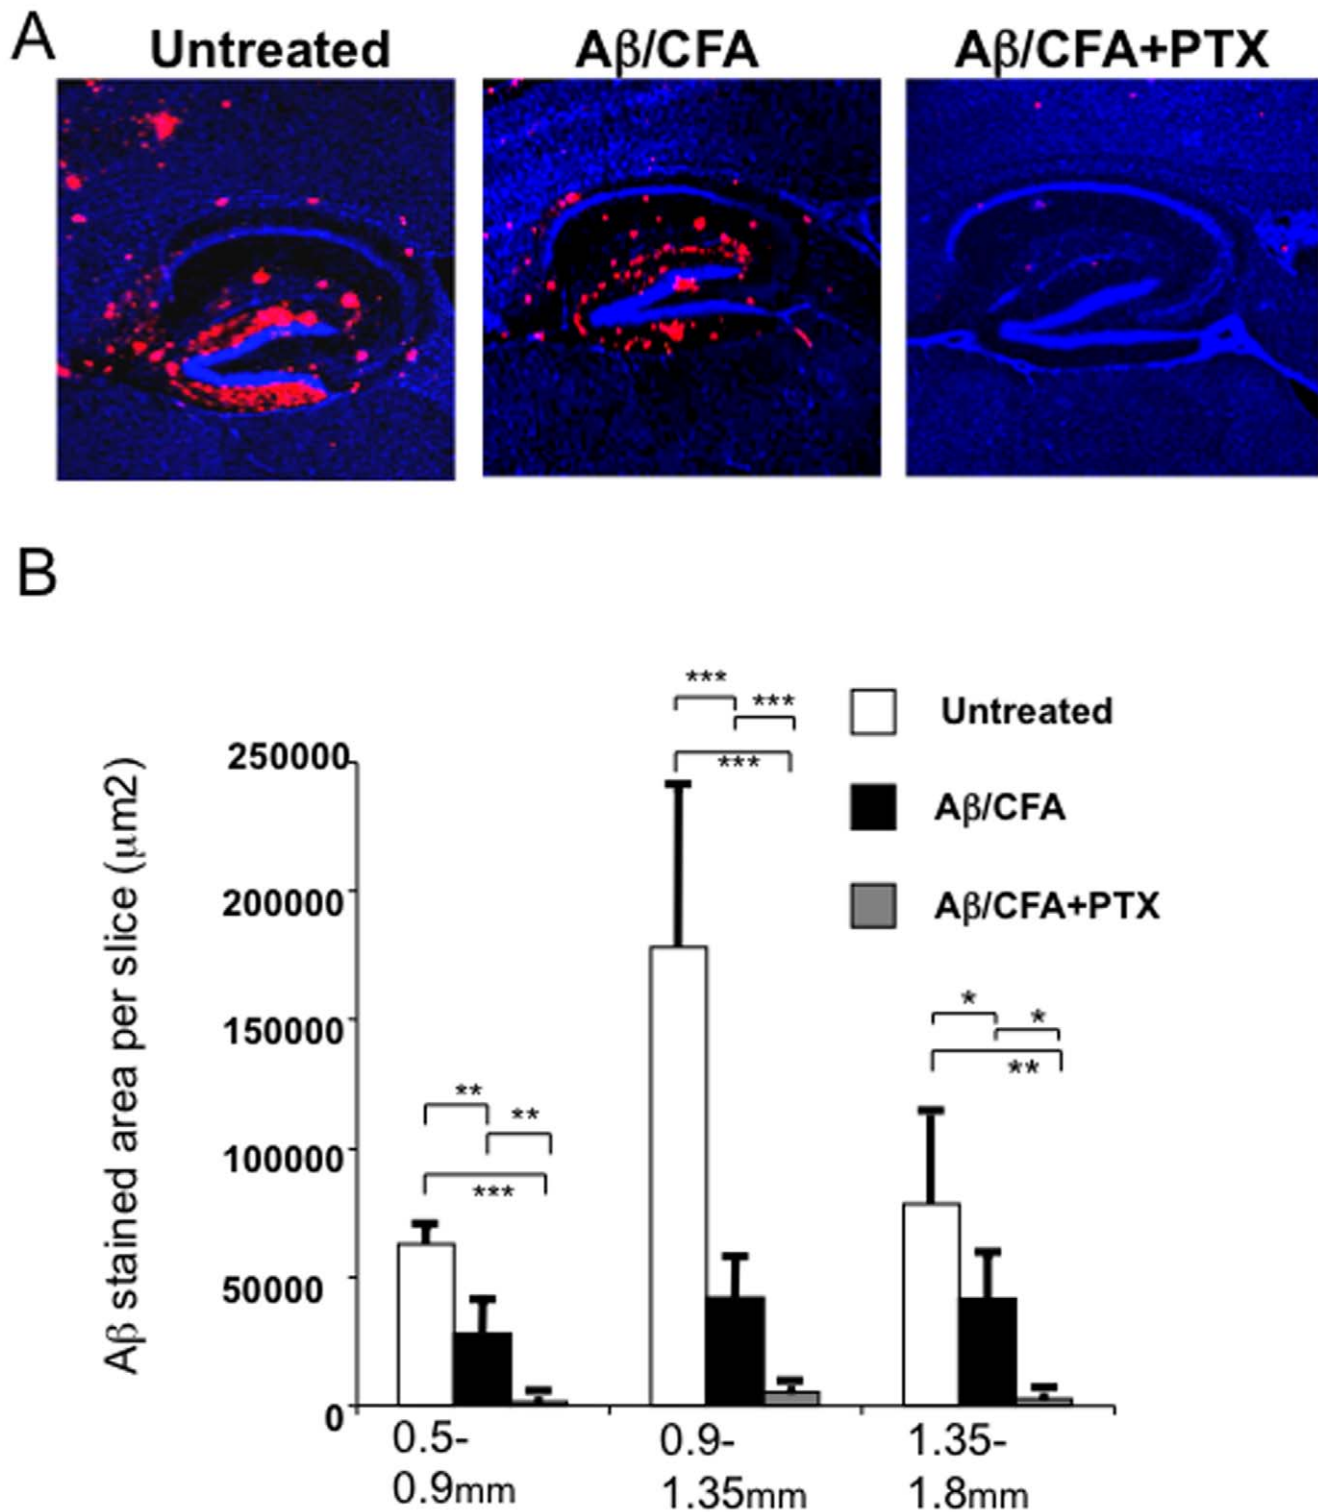 A
Untreated Aβ/CFA Aβ/CFA+PTX
B
Aβ stained area per slice (μm2)
250000
200000
150000
100000
50000
0
** ** ***
*** *** ***
* * **
Untreated
Aβ/CFA
Aβ/CFA+PTX
0.5-
0.9mm
0.9-
1.35mm
1.35-
1.8mm